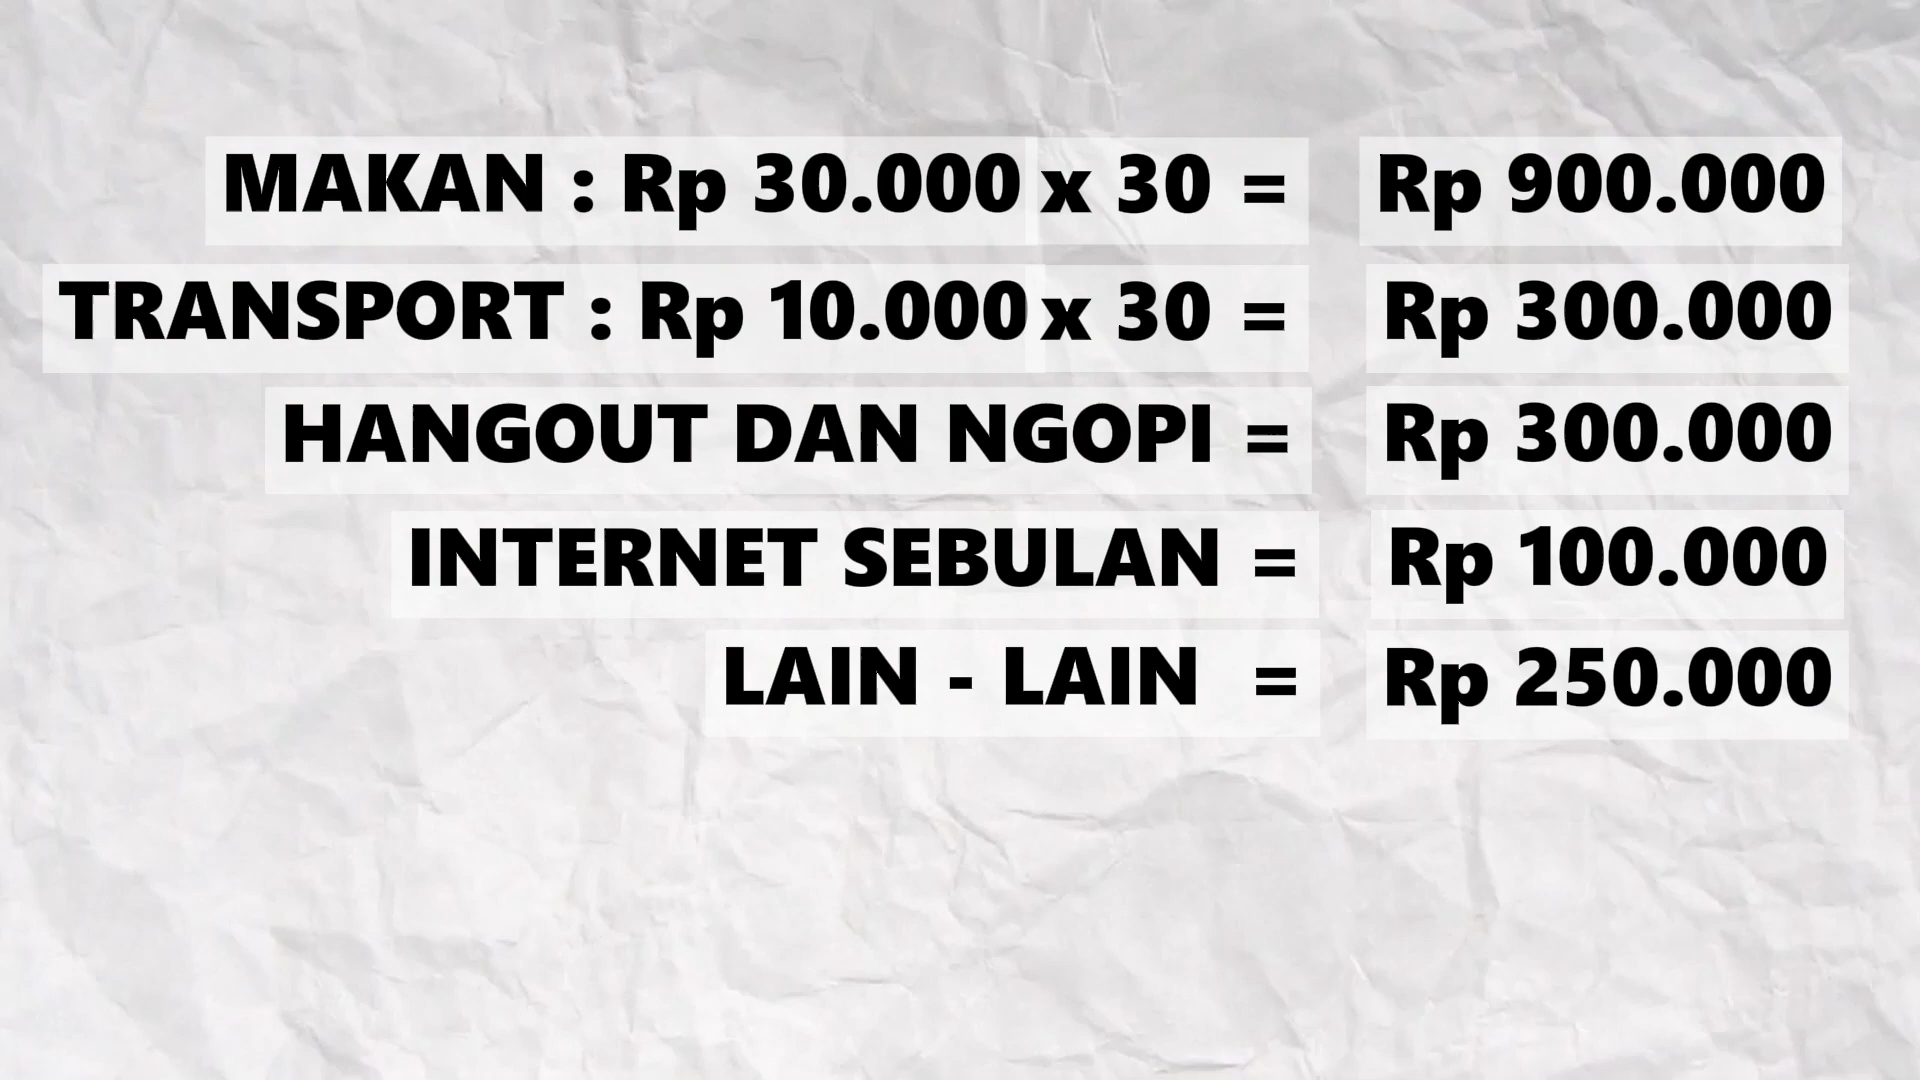 MAKAN : Rp 30.000 x 30 = Rp 900.000
TRANSPORT : Rp 10.000 x 30 = Rp 300.000
HANGOUT DAN NGOPI = Rp 300.000
INTERNET SEBULAN = Rp 100.000
LAIN - LAIN = Rp 250.000